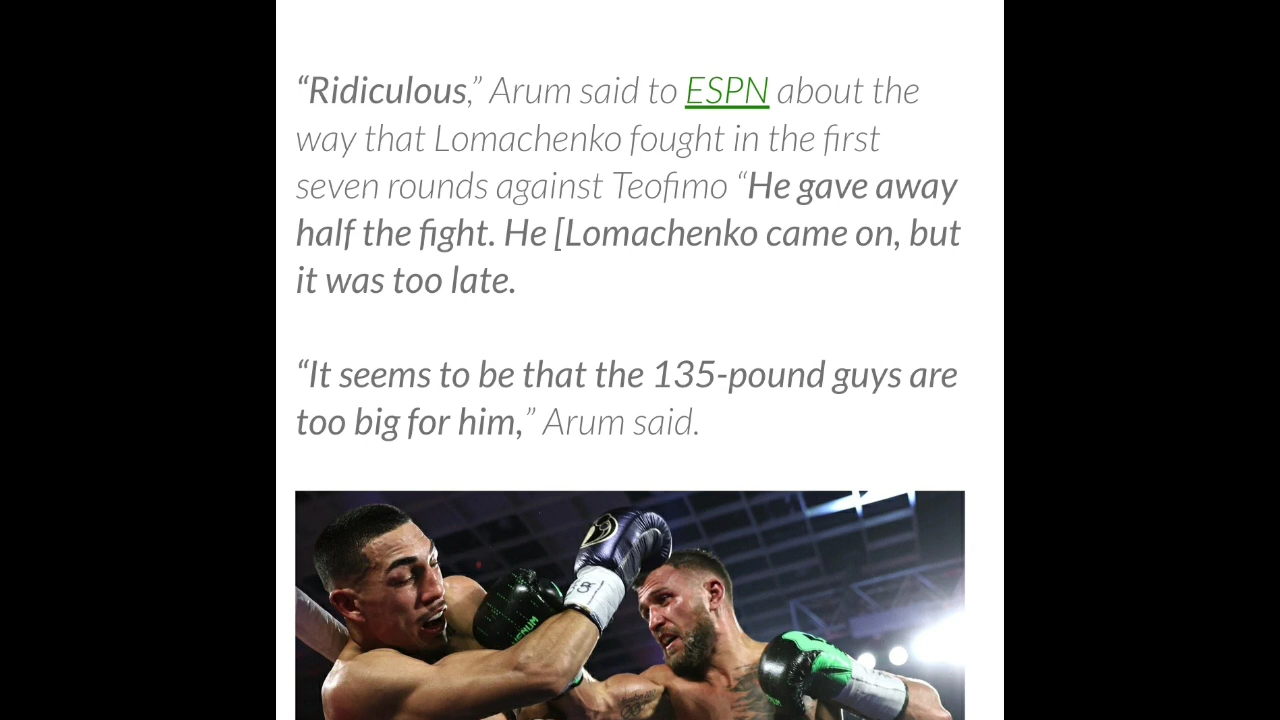 “Ridiculous,” Arum said to ESPN about the
way that Lomachenko fought in the first
seven rounds against Teofimo “He gave away
half the fight. He [Lomachenko came on, but
it was too late.
“It seems to be that the 135-pound guys are
too big for him,” Arum said.
VENUM